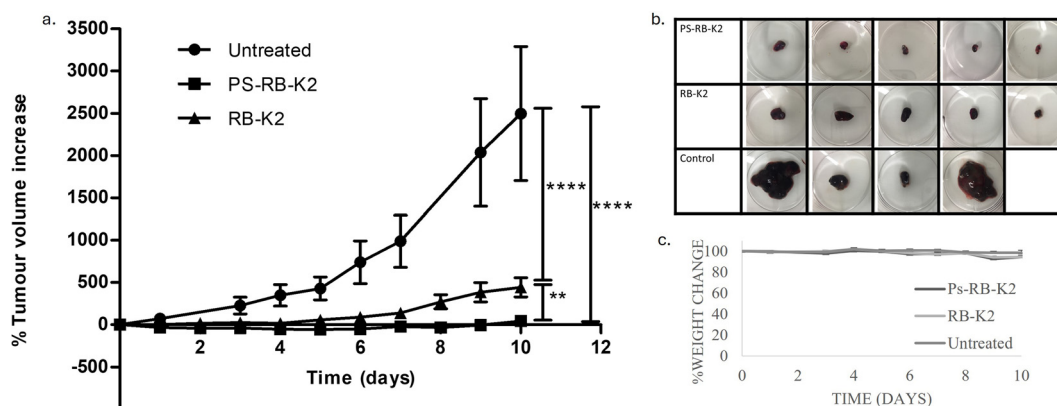 a.
3500
3000
2500
2000
1500
1000
500
0
-500
% Tumour volume increase
Untreated
PS-RB-K2
RB-K2
****
****
**
2 4 6 8 10 12
Time (days)
b.
PS-RB-K2
RB-K2
Control
c.
%WEIGHT CHANGE
100
80
60
40
20
0
Ps-RB-K2
RB-K2
Untreated
0 2 4 6 8 10
TIME (DAYS)